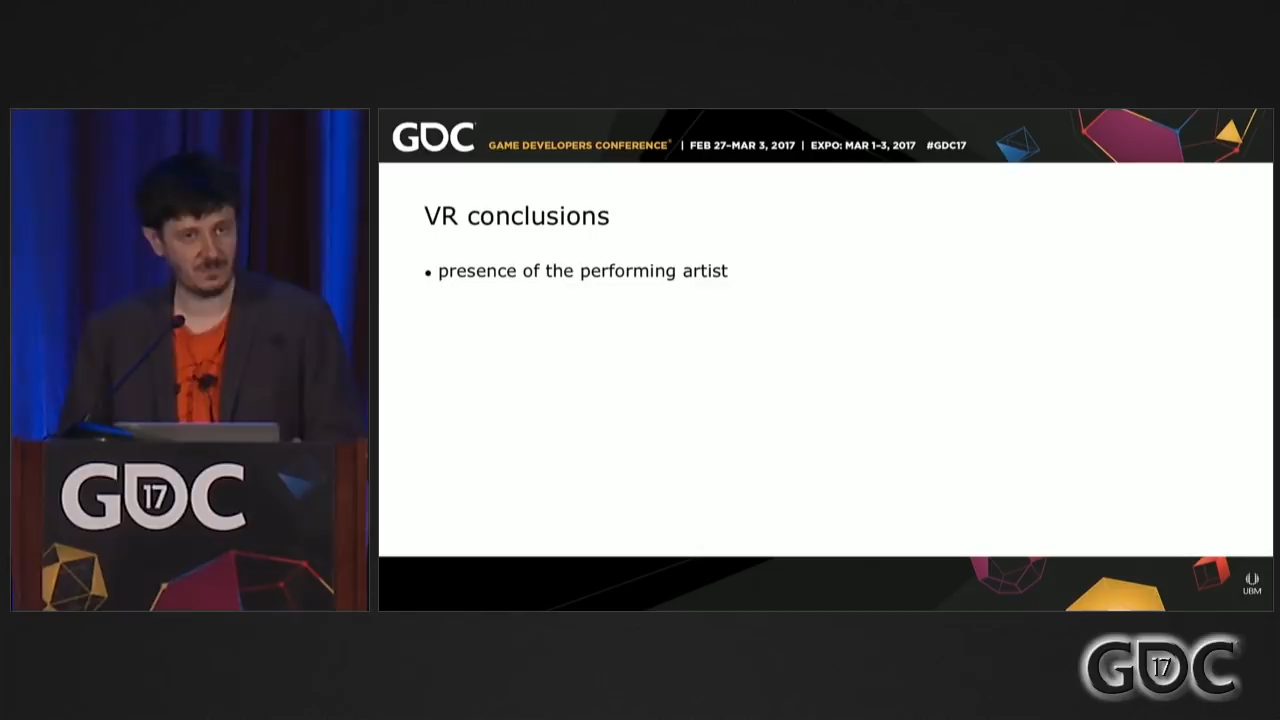 GDC
GAME DEVELOPERS CONFERENCE® | FEB 27–MAR 3, 2017 | EXPO: MAR 1–3, 2017 #GDC17
VR conclusions
• presence of the performing artist
GDC
17
UBM
GDC
17